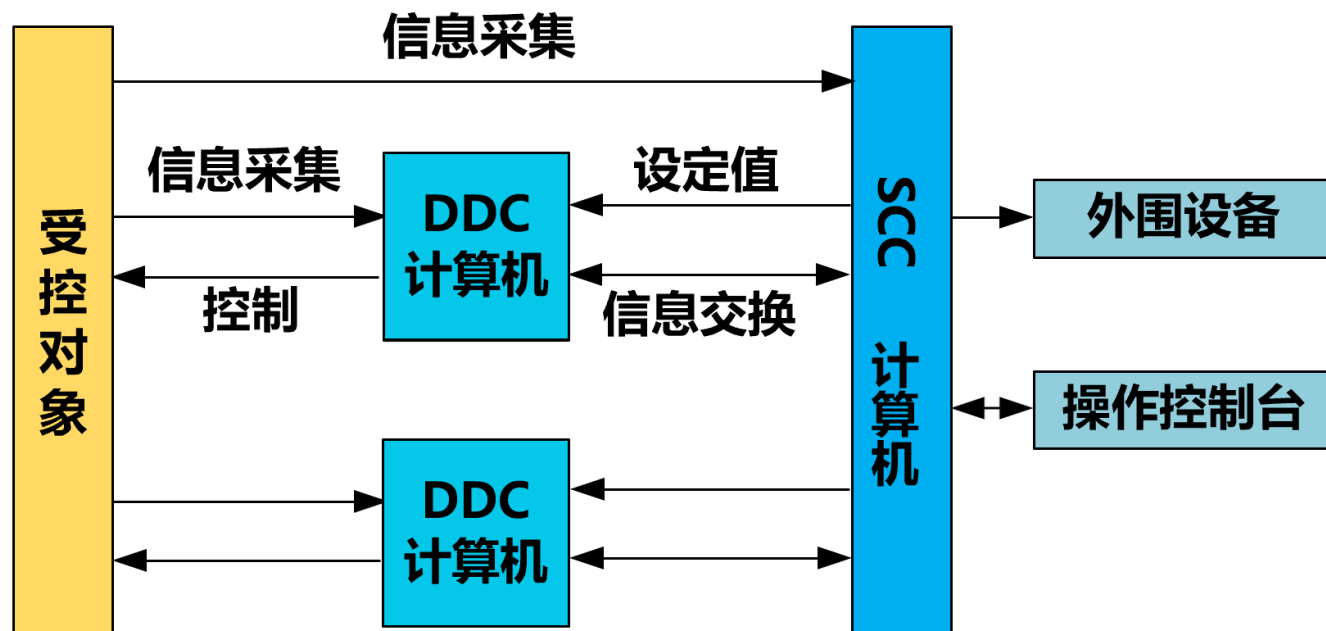 信息采集
信息采集
设定值
受控对象
DDC
计算机
SCC 计算机
外围设备
控制
信息交换
操作控制台
DDC
计算机